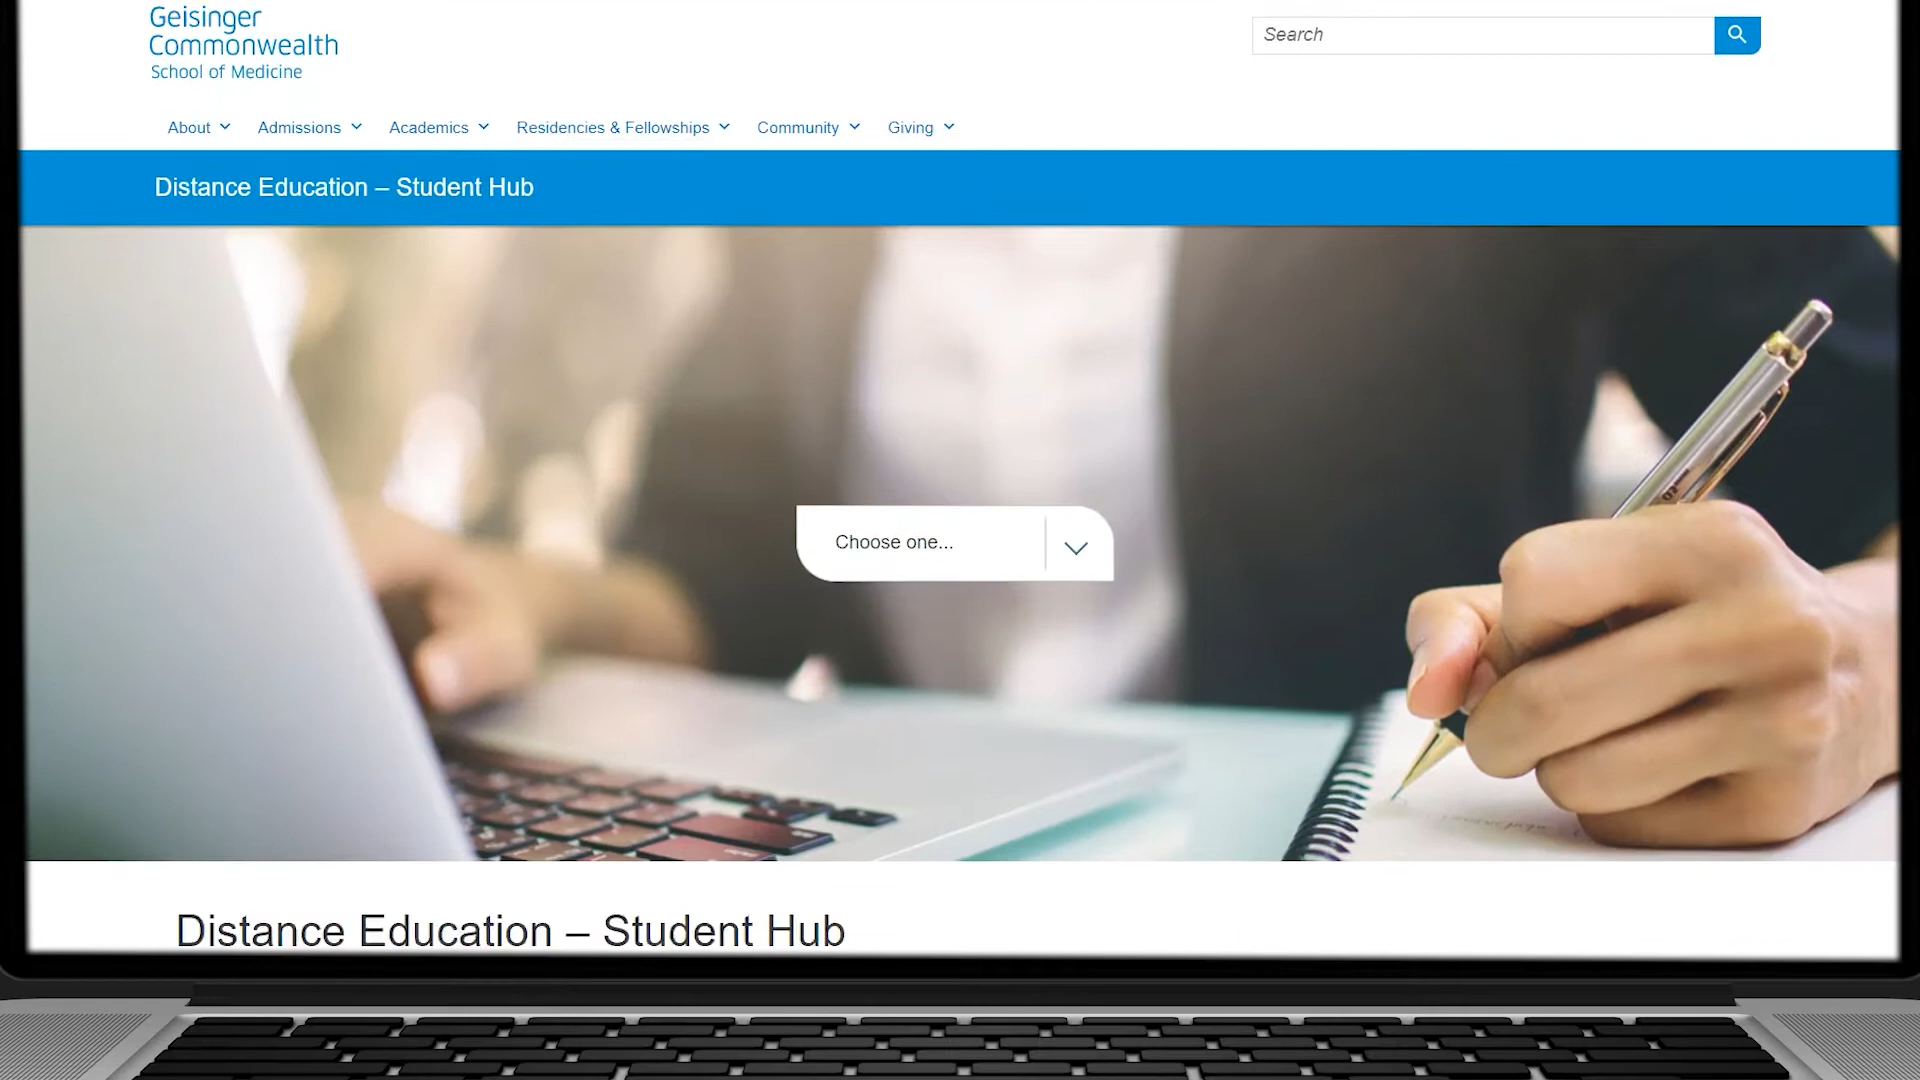 Geisinger
Commonwealth
School of Medicine
Search
About
Admissions
Academics
Residencies & Fellowships
Community
Giving
Distance Education – Student Hub
Choose one...
Distance Education – Student Hub